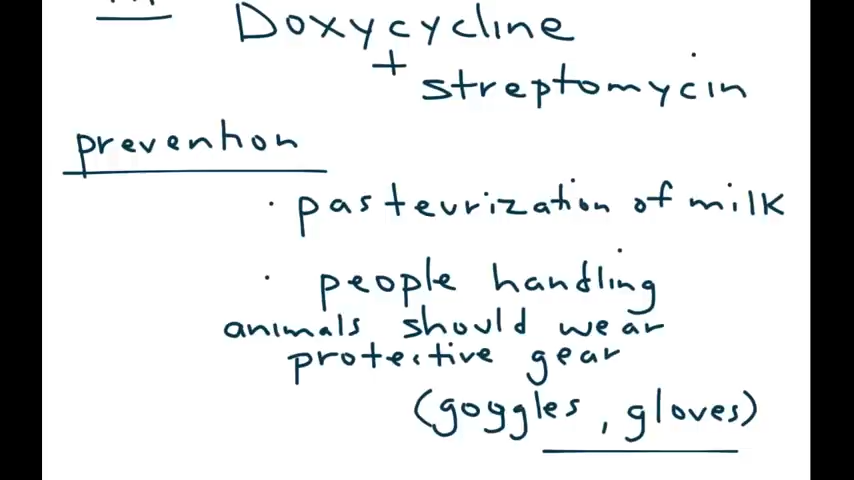 Doxycycline
+
streptomycin
prevention
· pasteurization of milk
· people handling
animals should wear
protective gear
(goggles, gloves)